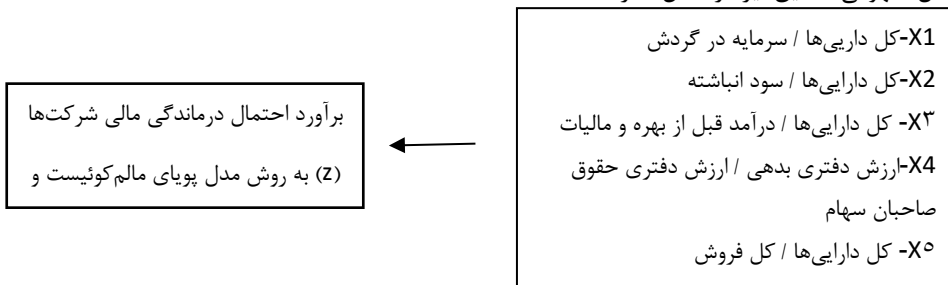 X1-کل داریی‌ها / سرمایه در گردش
X2-کل دارایی‌ها / سود انباشته
X۳- کل دارایی‌ها / درآمد قبل از بهره و مالیات
X4-ارزش دفتری بدهی / ارزش دفتری حقوق
صاحبان سهام
X۵- کل دارایی‌ها / کل فروش
برآورد احتمال درماندگی مالی شرکت‌ها
(z) به روش مدل پویای مالم‌کوئیست و